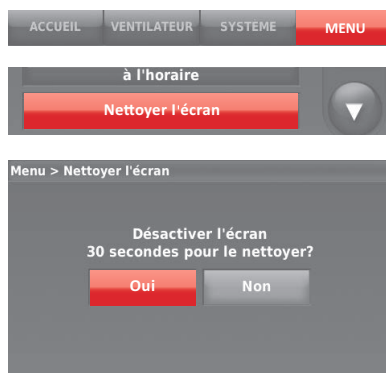 ACCUEIL VENTILATEUR SYSTEME MENU
à l'horaire
Nettoyer l'écran
Menu > Nettoyer l'écran
Désactiver l'écran
30 secondes pour le nettoyer?
Oui Non